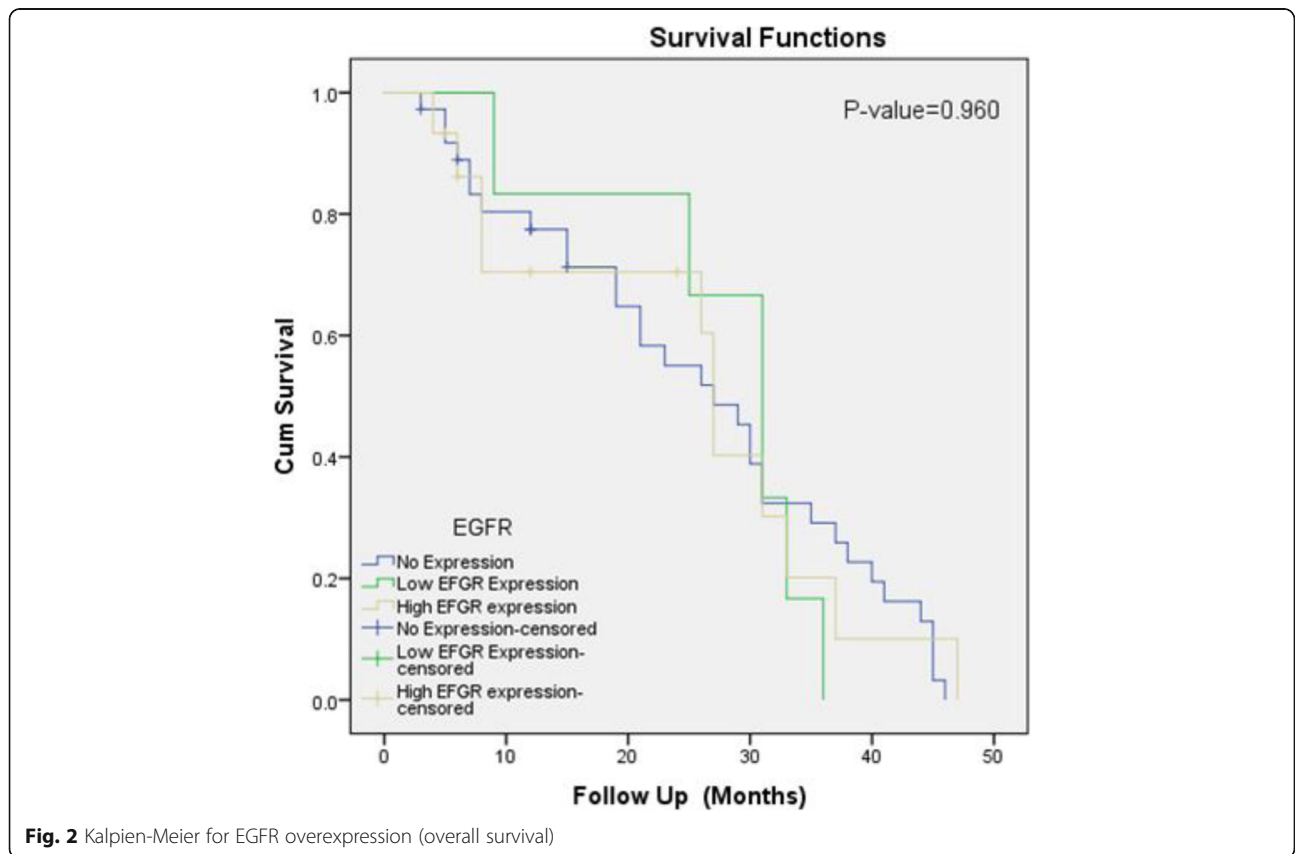 Survival Functions
P-value=0.960
Cum Survival
1.0
0.8
0.6
0.4
0.2
0.0
EGFR
No Expression
Low EFGR Expression
High EFGR expression
No Expression-censored
Low EFGR Expression-
censored
High EFGR expression-
censored
0 10 20 30 40 50
Follow Up (Months)
Fig. 2 Kalpien-Meier for EGFR overexpression (overall survival)